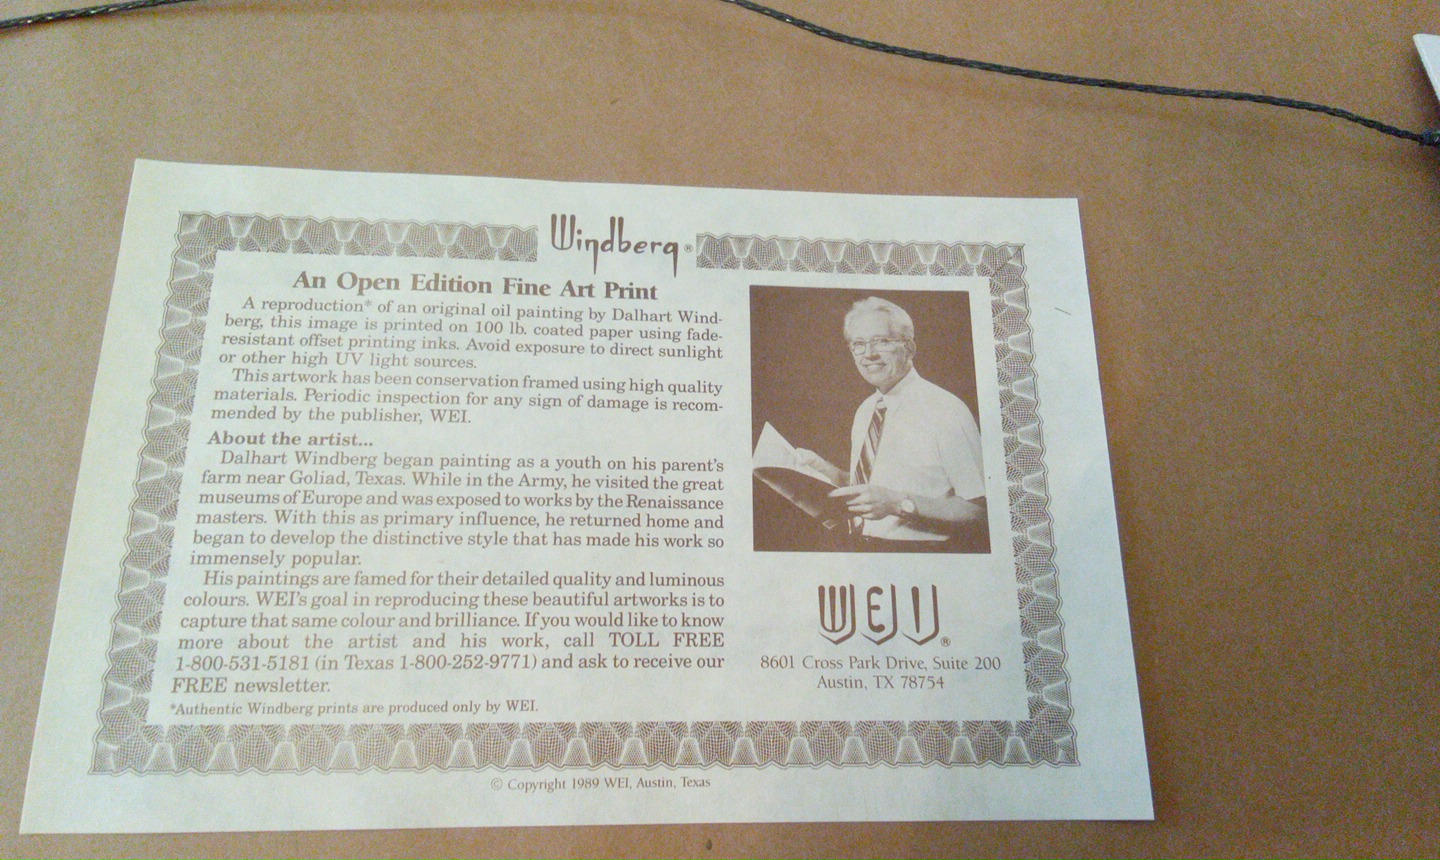 Windberg®
An Open Edition Fine Art Print
A reproduction* of an original oil painting by Dalhart Wind-
berg, this image is printed on 100 lb. coated paper using fade-
resistant offset printing inks. Avoid exposure to direct sunlight
or other high UV light sources.
This artwork has been conservation framed using high quality
materials. Periodic inspection for any sign of damage is recom-
mended by the publisher, WEI.
About the artist...
Dalhart Windberg began painting as a youth on his parent's
farm near Goliad, Texas. While in the Army, he visited the great
museums of Europe and was exposed to works by the Renaissance
masters. With this as primary influence, he returned home and
began to develop the distinctive style that has made his work so
immensely popular.
His paintings are famed for their detailed quality and luminous
colours. WEI's goal in reproducing these beautiful artworks is to
capture that same colour and brilliance. If you would like to know
more about the artist and his work, call TOLL FREE
1-800-531-5181 (in Texas 1-800-252-9771) and ask to receive our
FREE newsletter.
*Authentic Windberg prints are produced only by WEI.
WEI®
8601 Cross Park Drive, Suite 200
Austin, TX 78754
© Copyright 1989 WEI, Austin, Texas